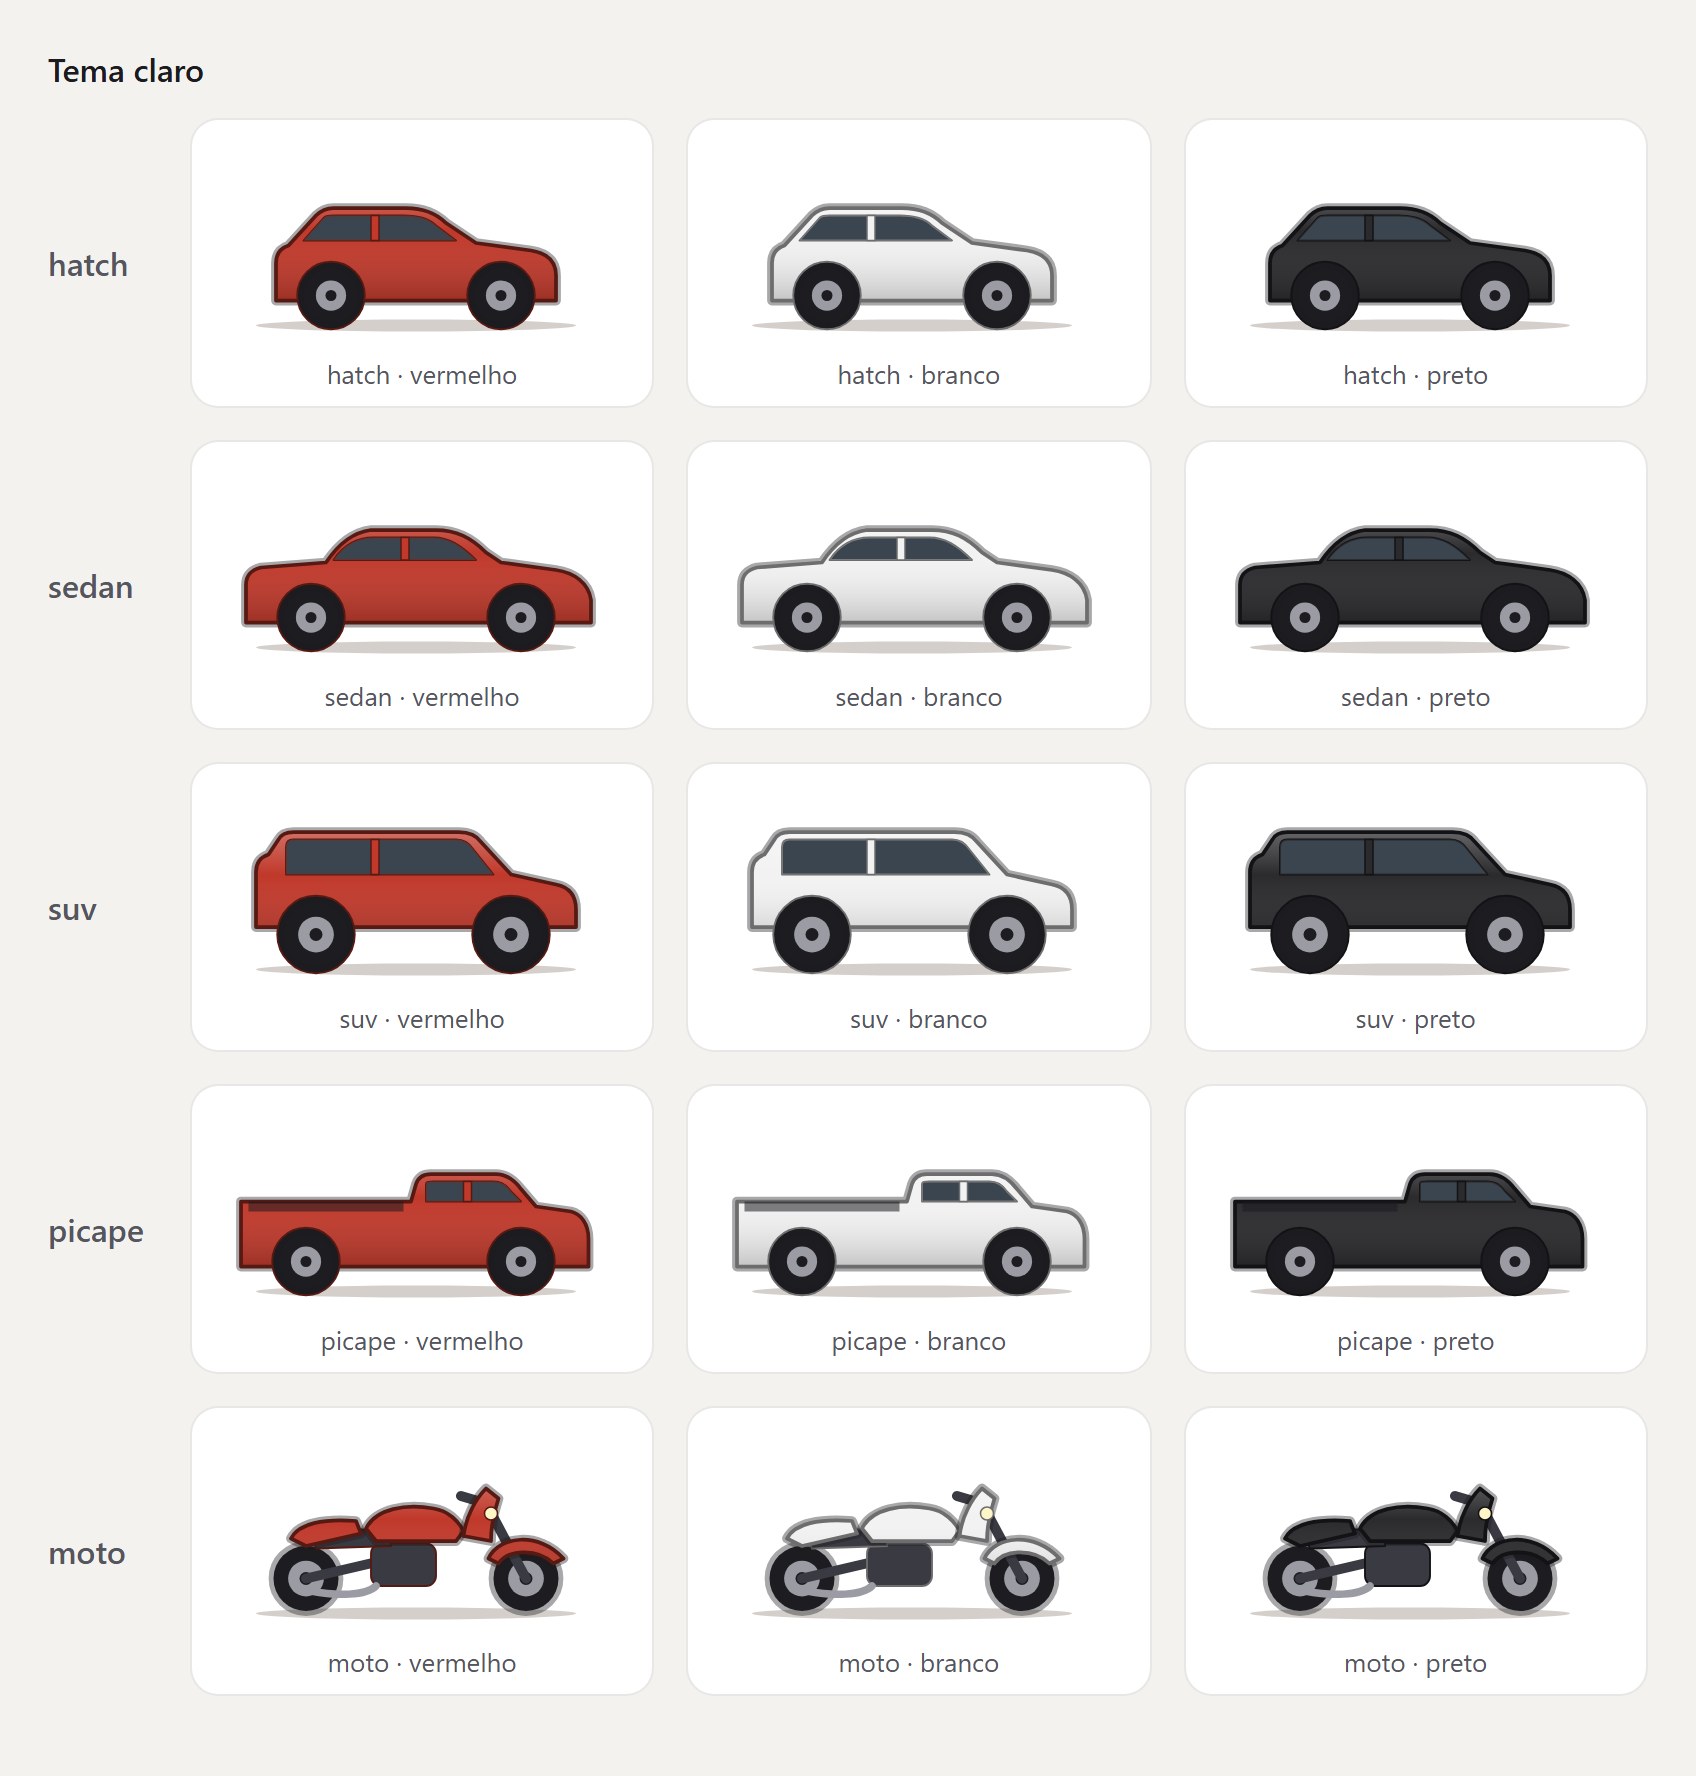 Tema claro
hatch
hatch · vermelho
hatch · branco
hatch · preto
sedan
sedan · vermelho
sedan · branco
sedan · preto
suv
suv · vermelho
suv · branco
suv · preto
picape
picape · vermelho
picape · branco
picape · preto
moto
moto · vermelho
moto · branco
moto · preto